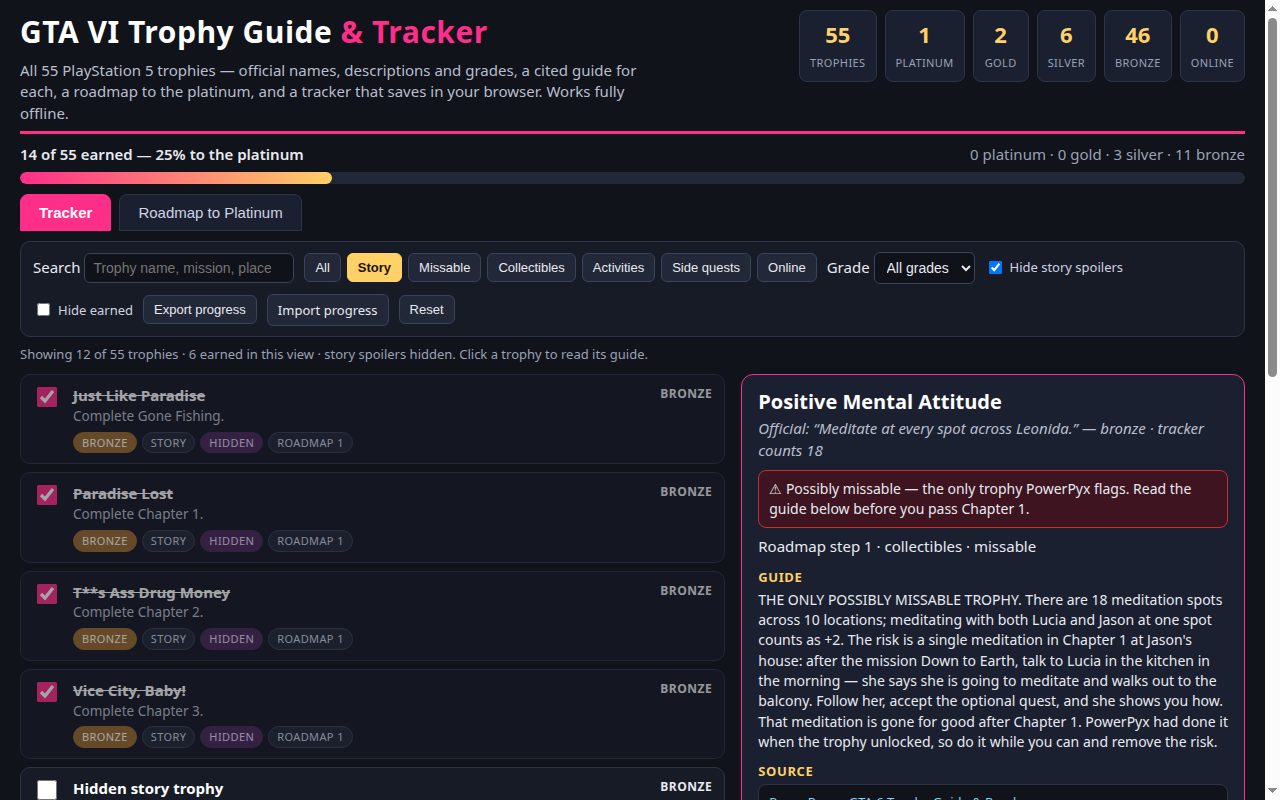 GTA VI Trophy Guide & Tracker
All 55 PlayStation 5 trophies — official names, descriptions and grades, a cited guide for
each, a roadmap to the platinum, and a tracker that saves in your browser. Works fully
offline.
55
TROPHIES
1
PLATINUM
2
GOLD
6
SILVER
46
BRONZE
0
ONLINE
14 of 55 earned — 25% to the platinum
0 platinum · 0 gold · 3 silver · 11 bronze
Tracker
Roadmap to Platinum
Search Trophy name, mission, place All Story Missable Collectibles Activities Side quests Online Grade All grades Hide story spoilers
Hide earned Export progress Import progress Reset
Showing 12 of 55 trophies · 6 earned in this view · story spoilers hidden. Click a trophy to read its guide.
Just Like Paradise
BRONZE
Complete Gone Fishing.
BRONZE STORY HIDDEN ROADMAP 1
Paradise Lost
BRONZE
Complete Chapter 1.
BRONZE STORY HIDDEN ROADMAP 1
T**s Ass Drug Money
BRONZE
Complete Chapter 2.
BRONZE STORY HIDDEN ROADMAP 1
Vice City, Baby!
BRONZE
Complete Chapter 3.
BRONZE STORY HIDDEN ROADMAP 1
Hidden story trophy
BRONZE
Positive Mental Attitude
Official: “Meditate at every spot across Leonida.” — bronze · tracker
counts 18
⚠ Possibly missable — the only trophy PowerPyx flags. Read the
guide below before you pass Chapter 1.
Roadmap step 1 · collectibles · missable
GUIDE
THE ONLY POSSIBLY MISSABLE TROPHY. There are 18 meditation spots
across 10 locations; meditating with both Lucia and Jason at one spot
counts as +2. The risk is a single meditation in Chapter 1 at Jason's
house: after the mission Down to Earth, talk to Lucia in the kitchen in
the morning — she says she is going to meditate and walks out to the
balcony. Follow her, accept the optional quest, and she shows you how.
That meditation is gone for good after Chapter 1. PowerPyx had done it
when the trophy unlocked, so do it while you can and remove the risk.
SOURCE